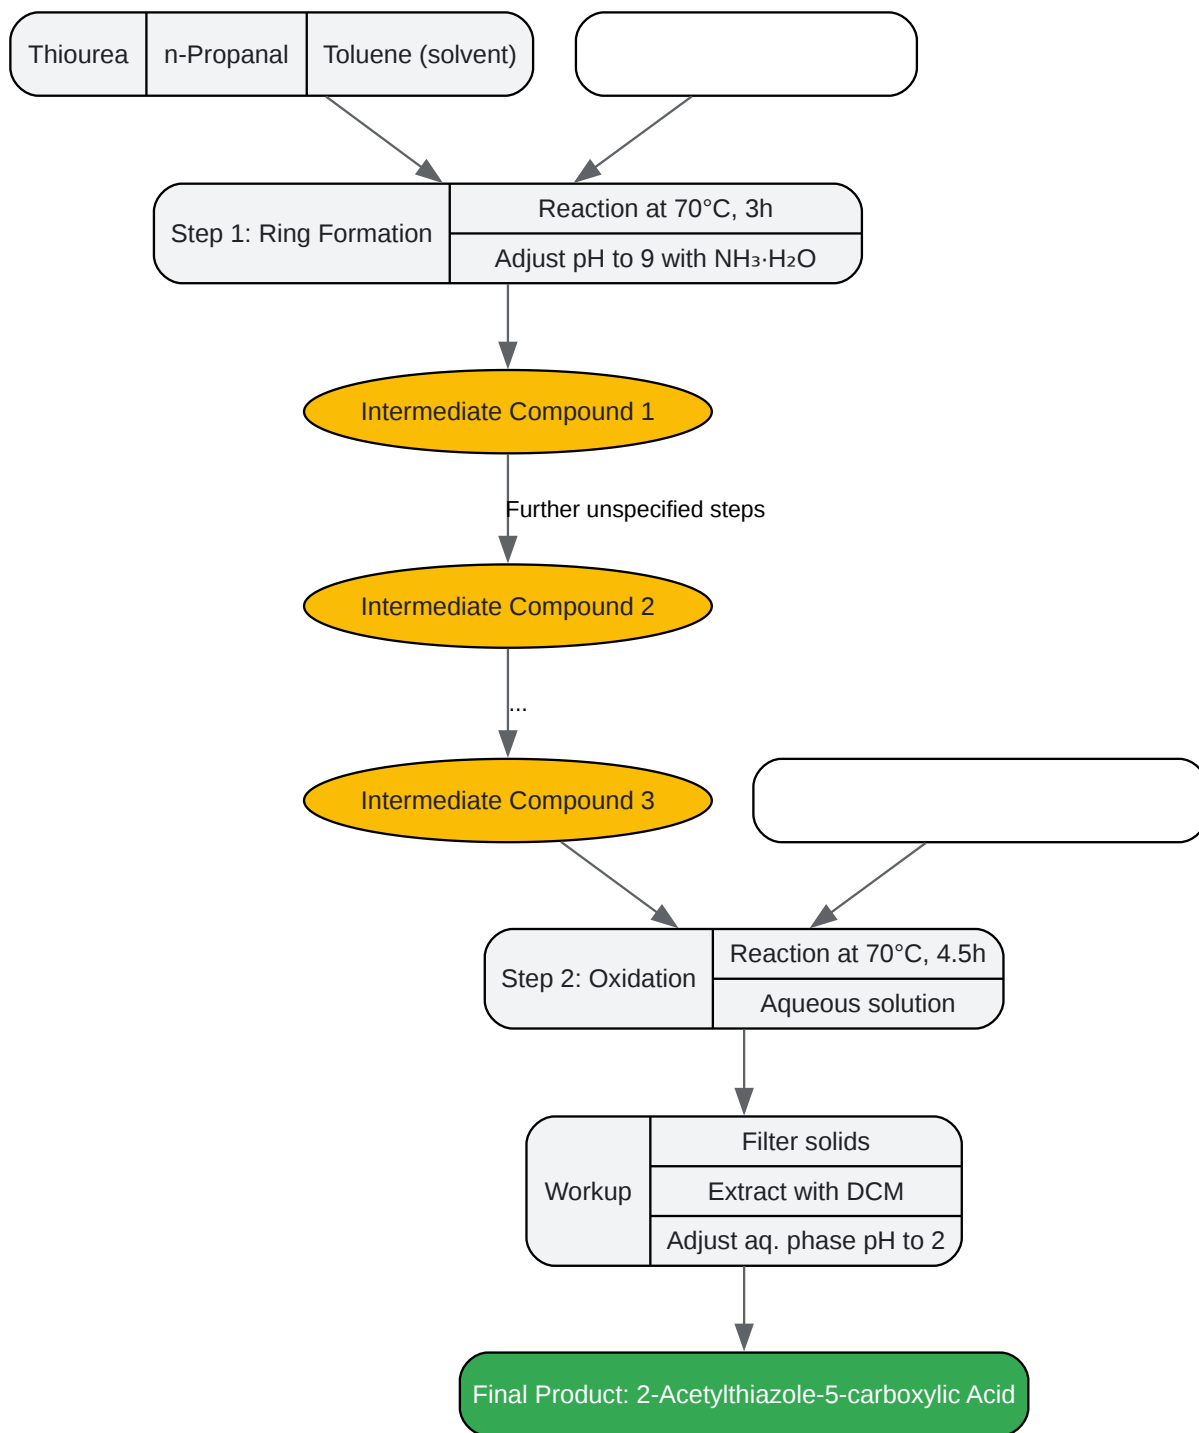 Thiourea
n-Propanal
Toluene (solvent)
Step 1: Ring Formation
Reaction at 70°C, 3h
Adjust pH to 9 with NH₃·H₂O
Intermediate Compound 1
Further unspecified steps
Intermediate Compound 2
...
Intermediate Compound 3
Step 2: Oxidation
Reaction at 70°C, 4.5h
Aqueous solution
Workup
Filter solids
Extract with DCM
Adjust aq. phase pH to 2
Final Product: 2-Acetylthiazole-5-carboxylic Acid